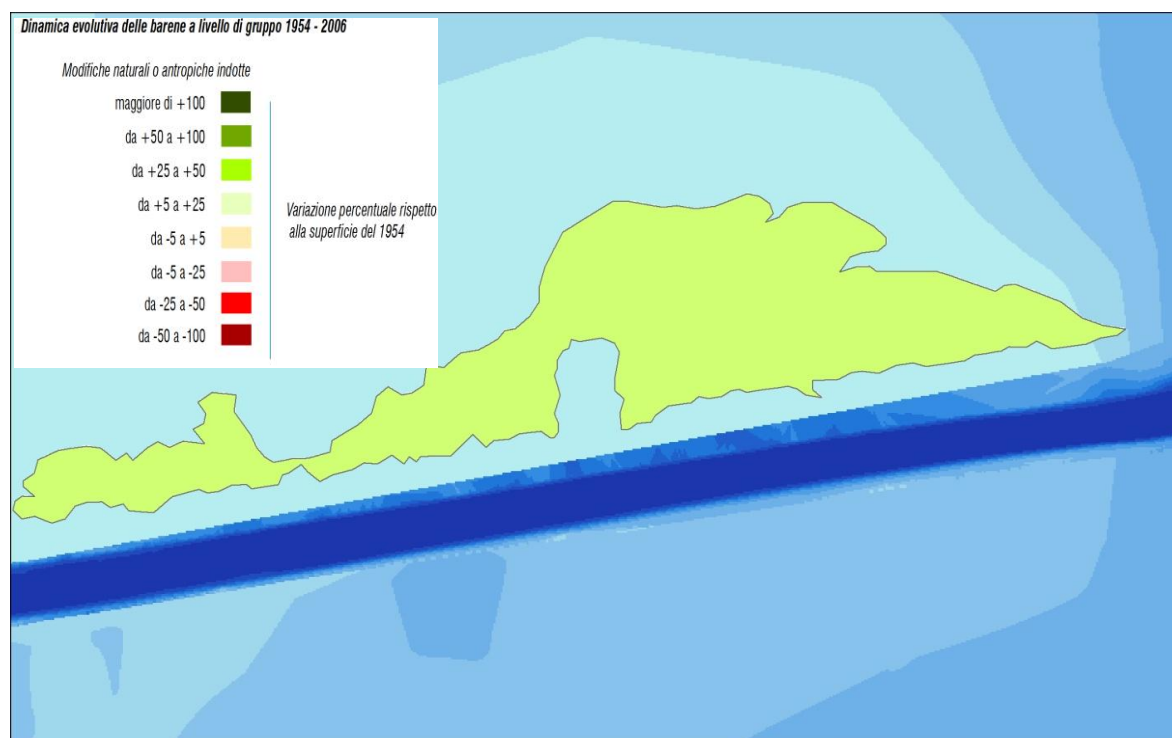 Dinamica evolutiva delle barene a livello di gruppo 1954 - 2006
Modifiche naturali o antropiche indotte
maggiore di +100
da +50 a +100
da +25 a +50
da +5 a +25
da -5 a +5
da -5 a -25
da -25 a -50
da -50 a -100
Variazione percentuale rispetto
alla superficie del 1954